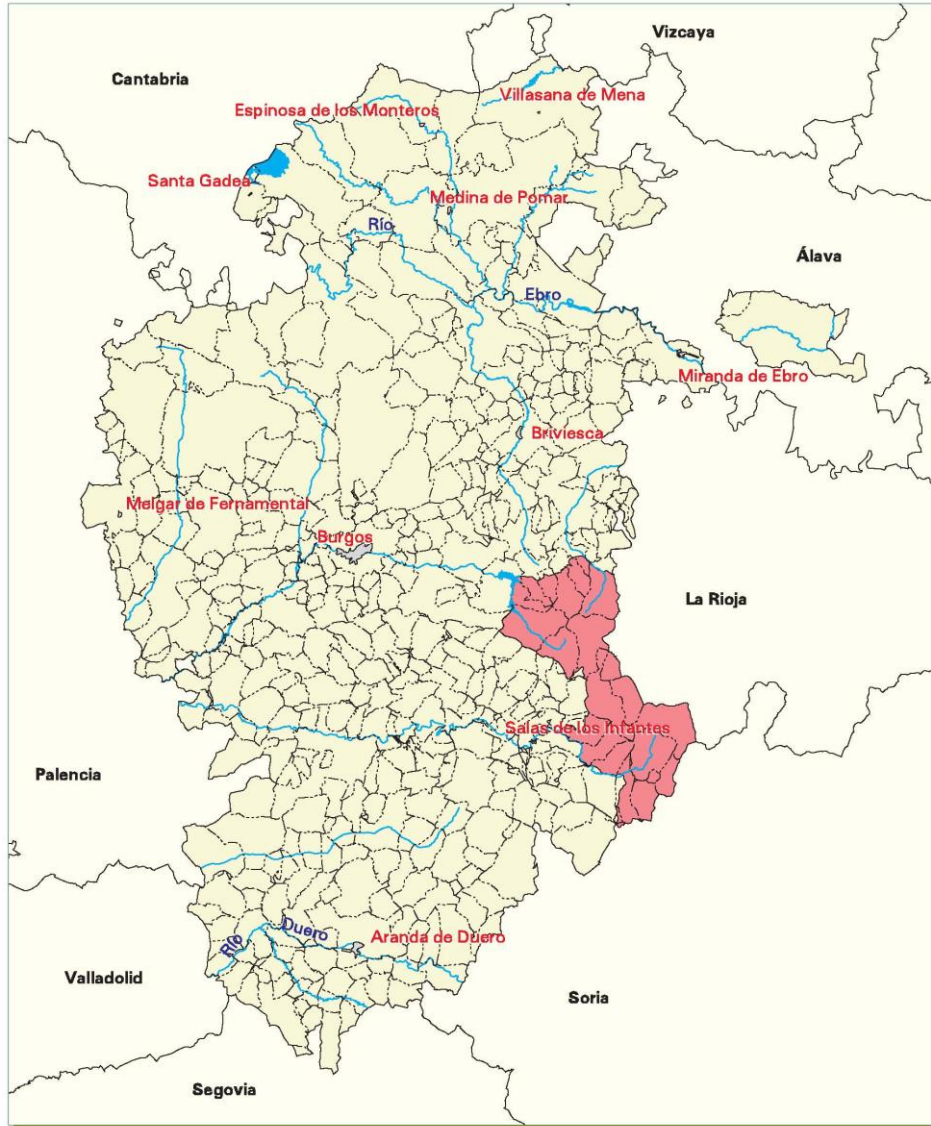 Vizcaya
Cantabria
Villasana de Mena
Espinosa de los Monteros
Santa Gadea
Medina de Pomar
Río
Álava
Ebro
Miranda de Ebro
Briviesca
Melgar de Fernamental
Burgos
La Rioja
Salas de los Infantes
Palencia
Duero
Aranda de Duero
Río
Valladolid
Soria
Segovia